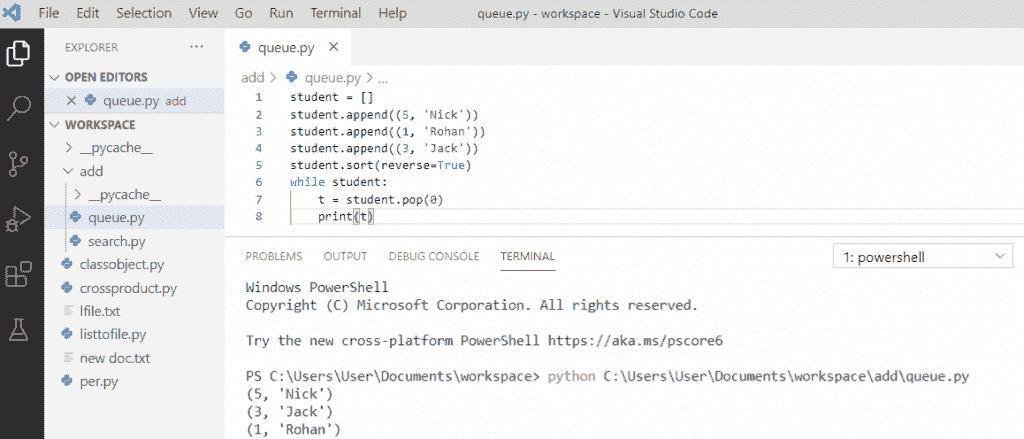 File Edit Selection View Go Run Terminal Help queue.py - workspace - Visual Studio Code
EXPLORER ...
OPEN EDITORS
queue.py add
WORKSPACE
__pycache__
add
__pycache__
queue.py
search.py
classobject.py
crossproduct.py
lfile.txt
listtofile.py
new doc.txt
per.py
queue.py
add > queue.py > ...
1 student = []
2 student.append((5, 'Nick'))
3 student.append((1, 'Rohan'))
4 student.append((3, 'Jack'))
5 student.sort(reverse=True)
6 while student:
7 t = student.pop(0)
8 print(t)
PROBLEMS OUTPUT DEBUG CONSOLE TERMINAL 1: powershell
Windows PowerShell
Copyright (C) Microsoft Corporation. All rights reserved.
Try the new cross-platform PowerShell https://aka.ms/pscore6
PS C:\Users\User\Documents\workspace> python C:\Users\User\Documents\workspace\add\queue.py
(5, 'Nick')
(3, 'Jack')
(1, 'Rohan')